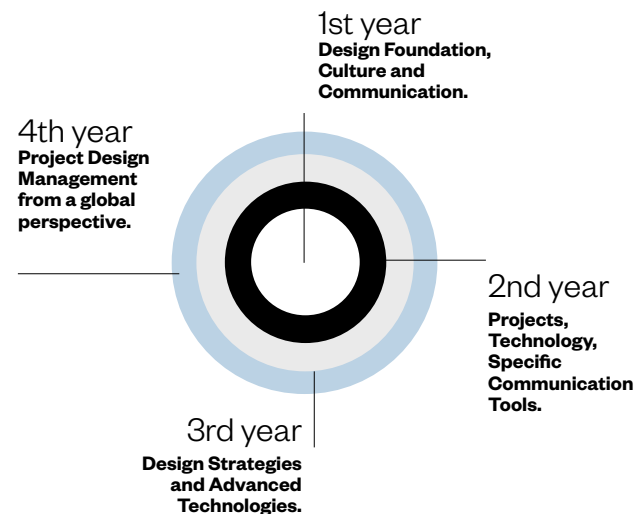 1st year
Design Foundation,
Culture and
Communication.
4th year
Project Design
Management
from a global
perspective.
2nd year
Projects,
Technology,
Specific
Communication
Tools.
3rd year
Design Strategies
and Advanced
Technologies.